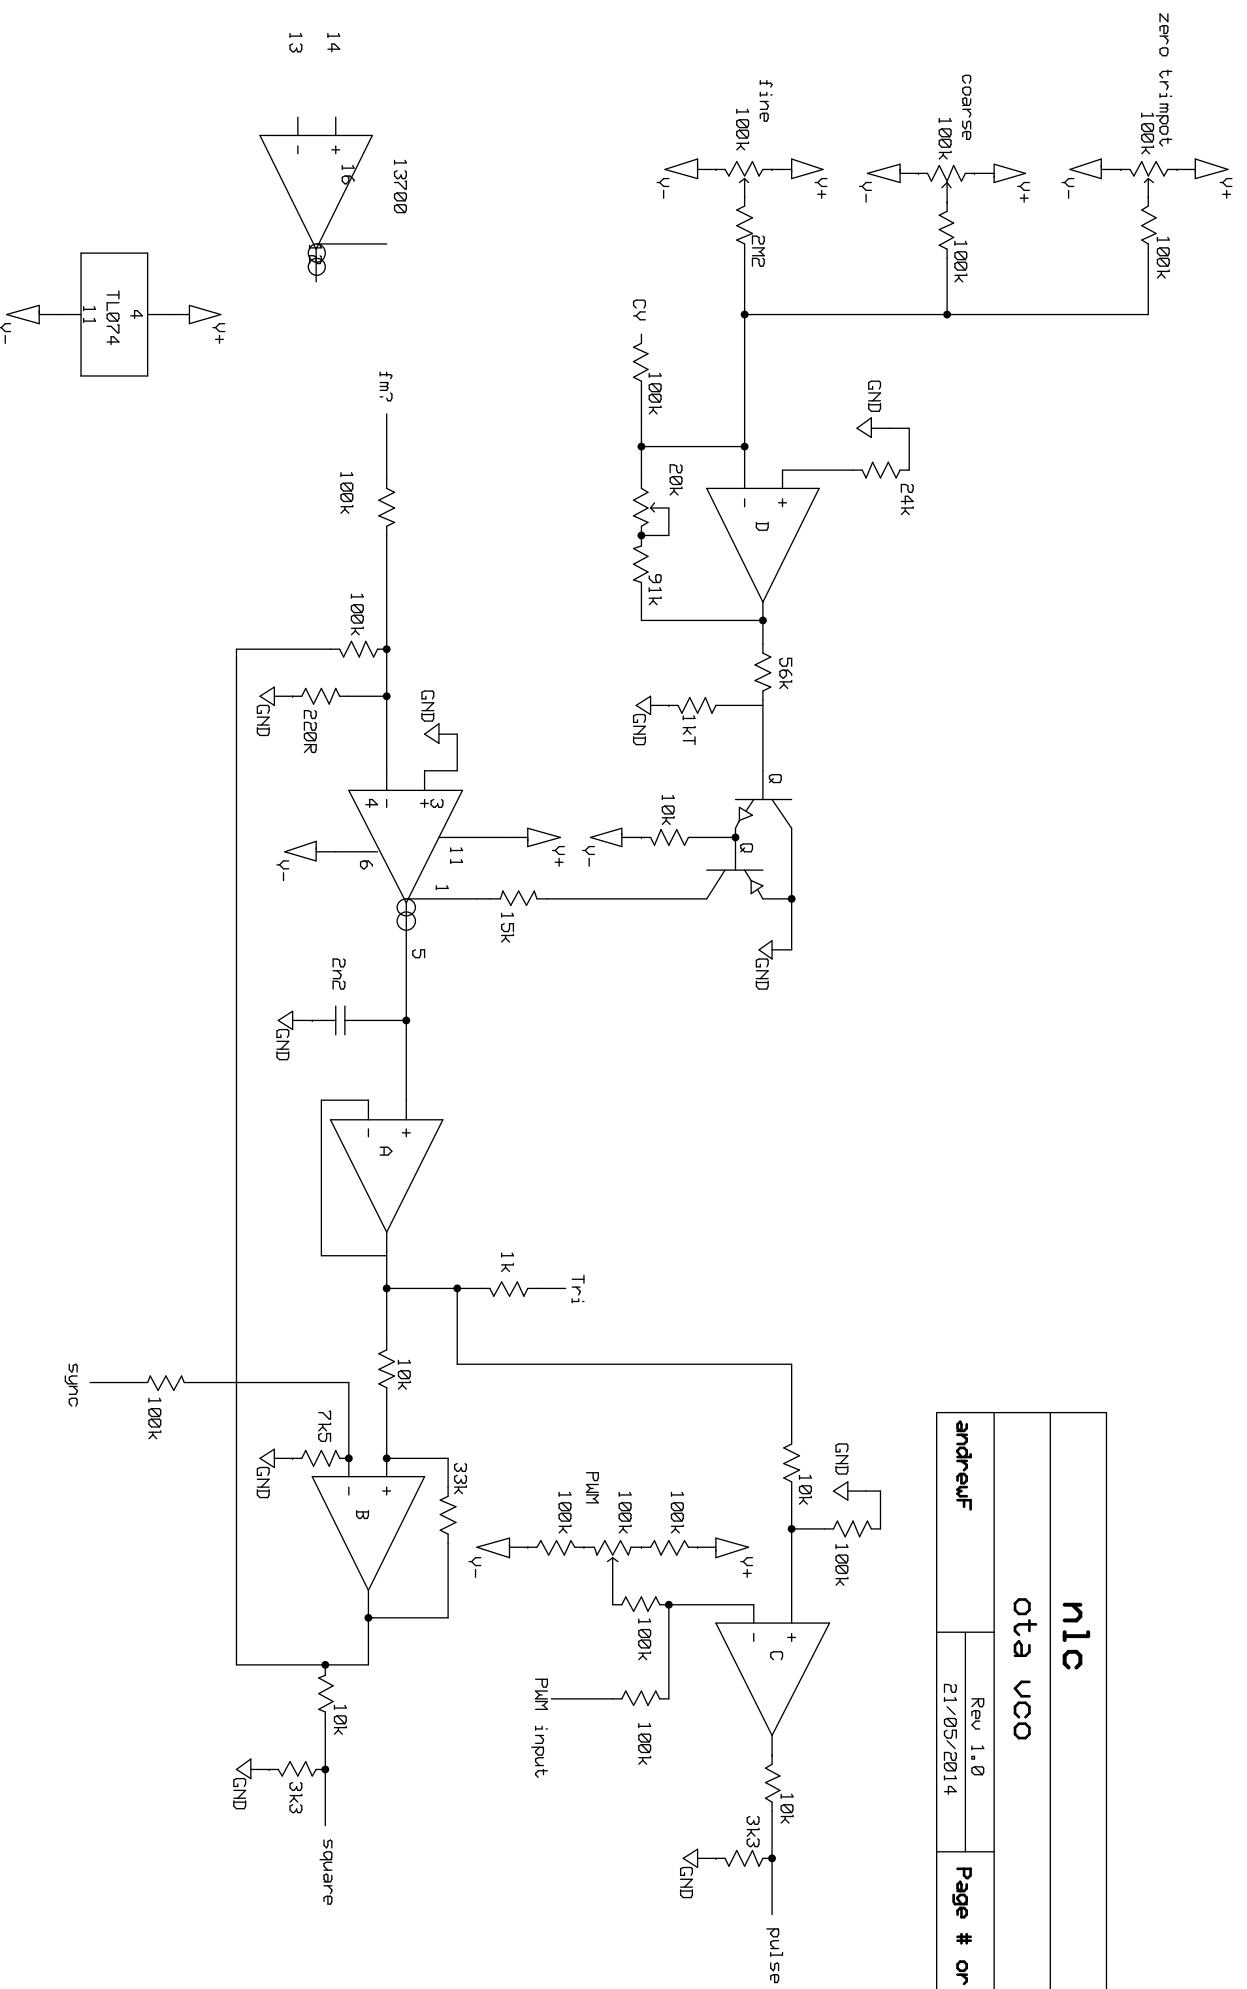 zero trimpot
100k
100k
Y+
Y-
coarse
100k
100k
Y+
Y-
fine
100k
2M2
Y+
Y-
CV
100k
20k
91k
GND
24k
+
-
D
56k
1kT
GND
Q
Q
10k
Y-
GND
15k
13700
14
13
+
-
16
TL074
4
11
Y+
Y-
fm?
100k
100k
220R
GND
GND
3
+
-
4
11
Y+
6
Y-
1
5
2n2
GND
+
-
A
1k
Tri
10k
33k
sync
100k
7k5
GND
+
-
B
10k
3k3
GND
square
10k
GND
100k
PWM
100k
100k
100k
Y+
Y-
100k
PWM input
100k
+
-
C
10k
3k3
GND
pulse
nlc
ota vco
andrewF
Rev 1.0
21/05/2014
Page # or